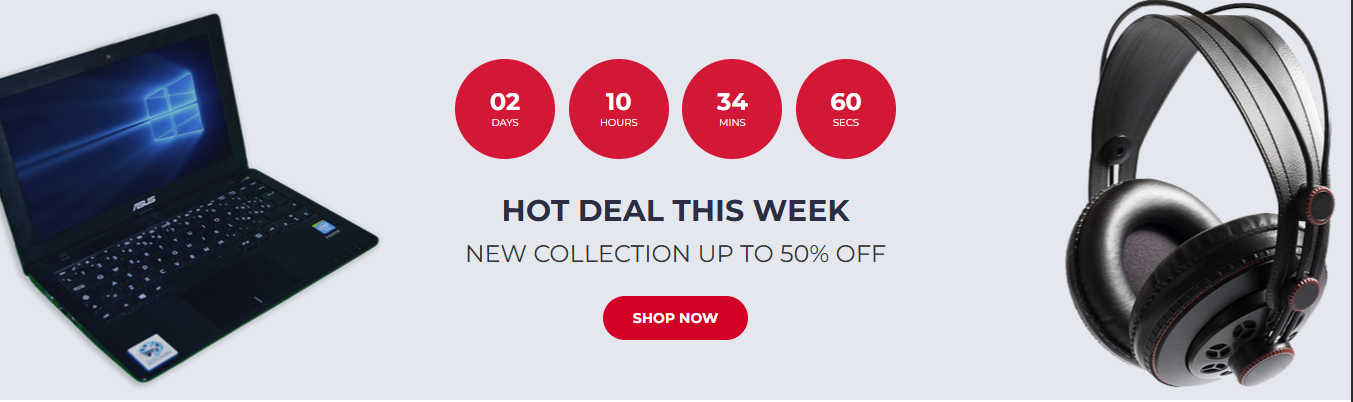 02 10 34 60
DAYS HOURS MINS SECS
HOT DEAL THIS WEEK
NEW COLLECTION UP TO 50% OFF
SHOP NOW
ASUS